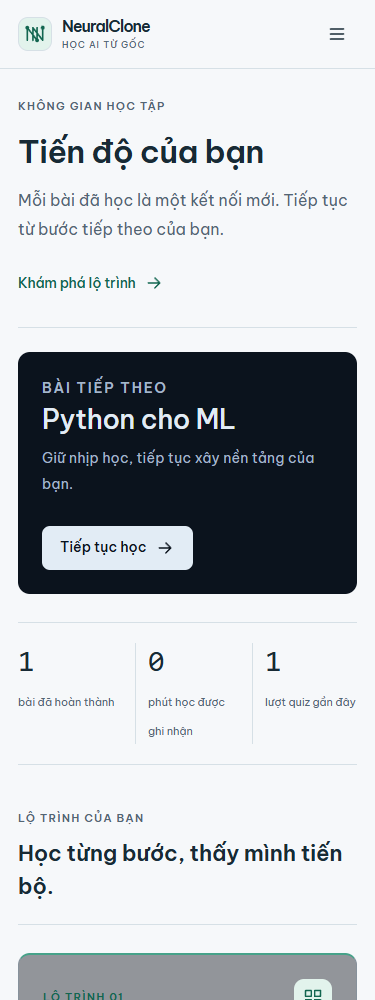 NeuralClone
HỌC AI TỪ GỐC
KHÔNG GIAN HỌC TẬP
Tiến độ của bạn
Mỗi bài đã học là một kết nối mới. Tiếp tục
từ bước tiếp theo của bạn.
Khám phá lộ trình
BÀI TIẾP THEO
Python cho ML
Giữ nhịp học, tiếp tục xây nền tảng của
bạn.
Tiếp tục học
1
bài đã hoàn thành
0
phút học được
ghi nhận
1
lượt quiz gần đây
LỘ TRÌNH CỦA BẠN
Học từng bước, thấy mình tiến
bộ.
LỘ TRÌNH 01